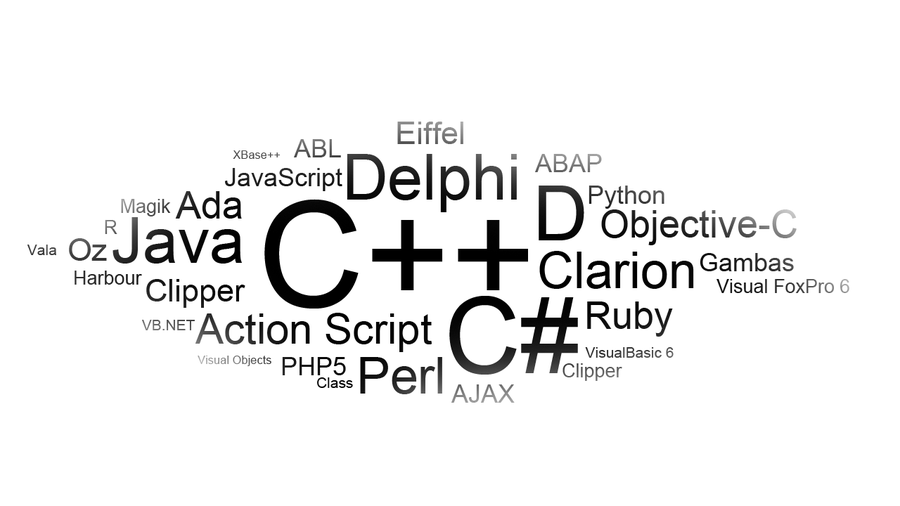 Eiffel
XBase++ ABL
Delphi
ABAP
JavaScript
Python
Magik Ada
D
Objective-C
R
Java
C++
Vala Oz
Clarion
Gambas
Harbour
Clipper
Visual FoxPro 6
VB.NET
Action Script
C#
Ruby
Visual Objects
PHP5
VisualBasic 6
Class
Perl
Clipper
AJAX